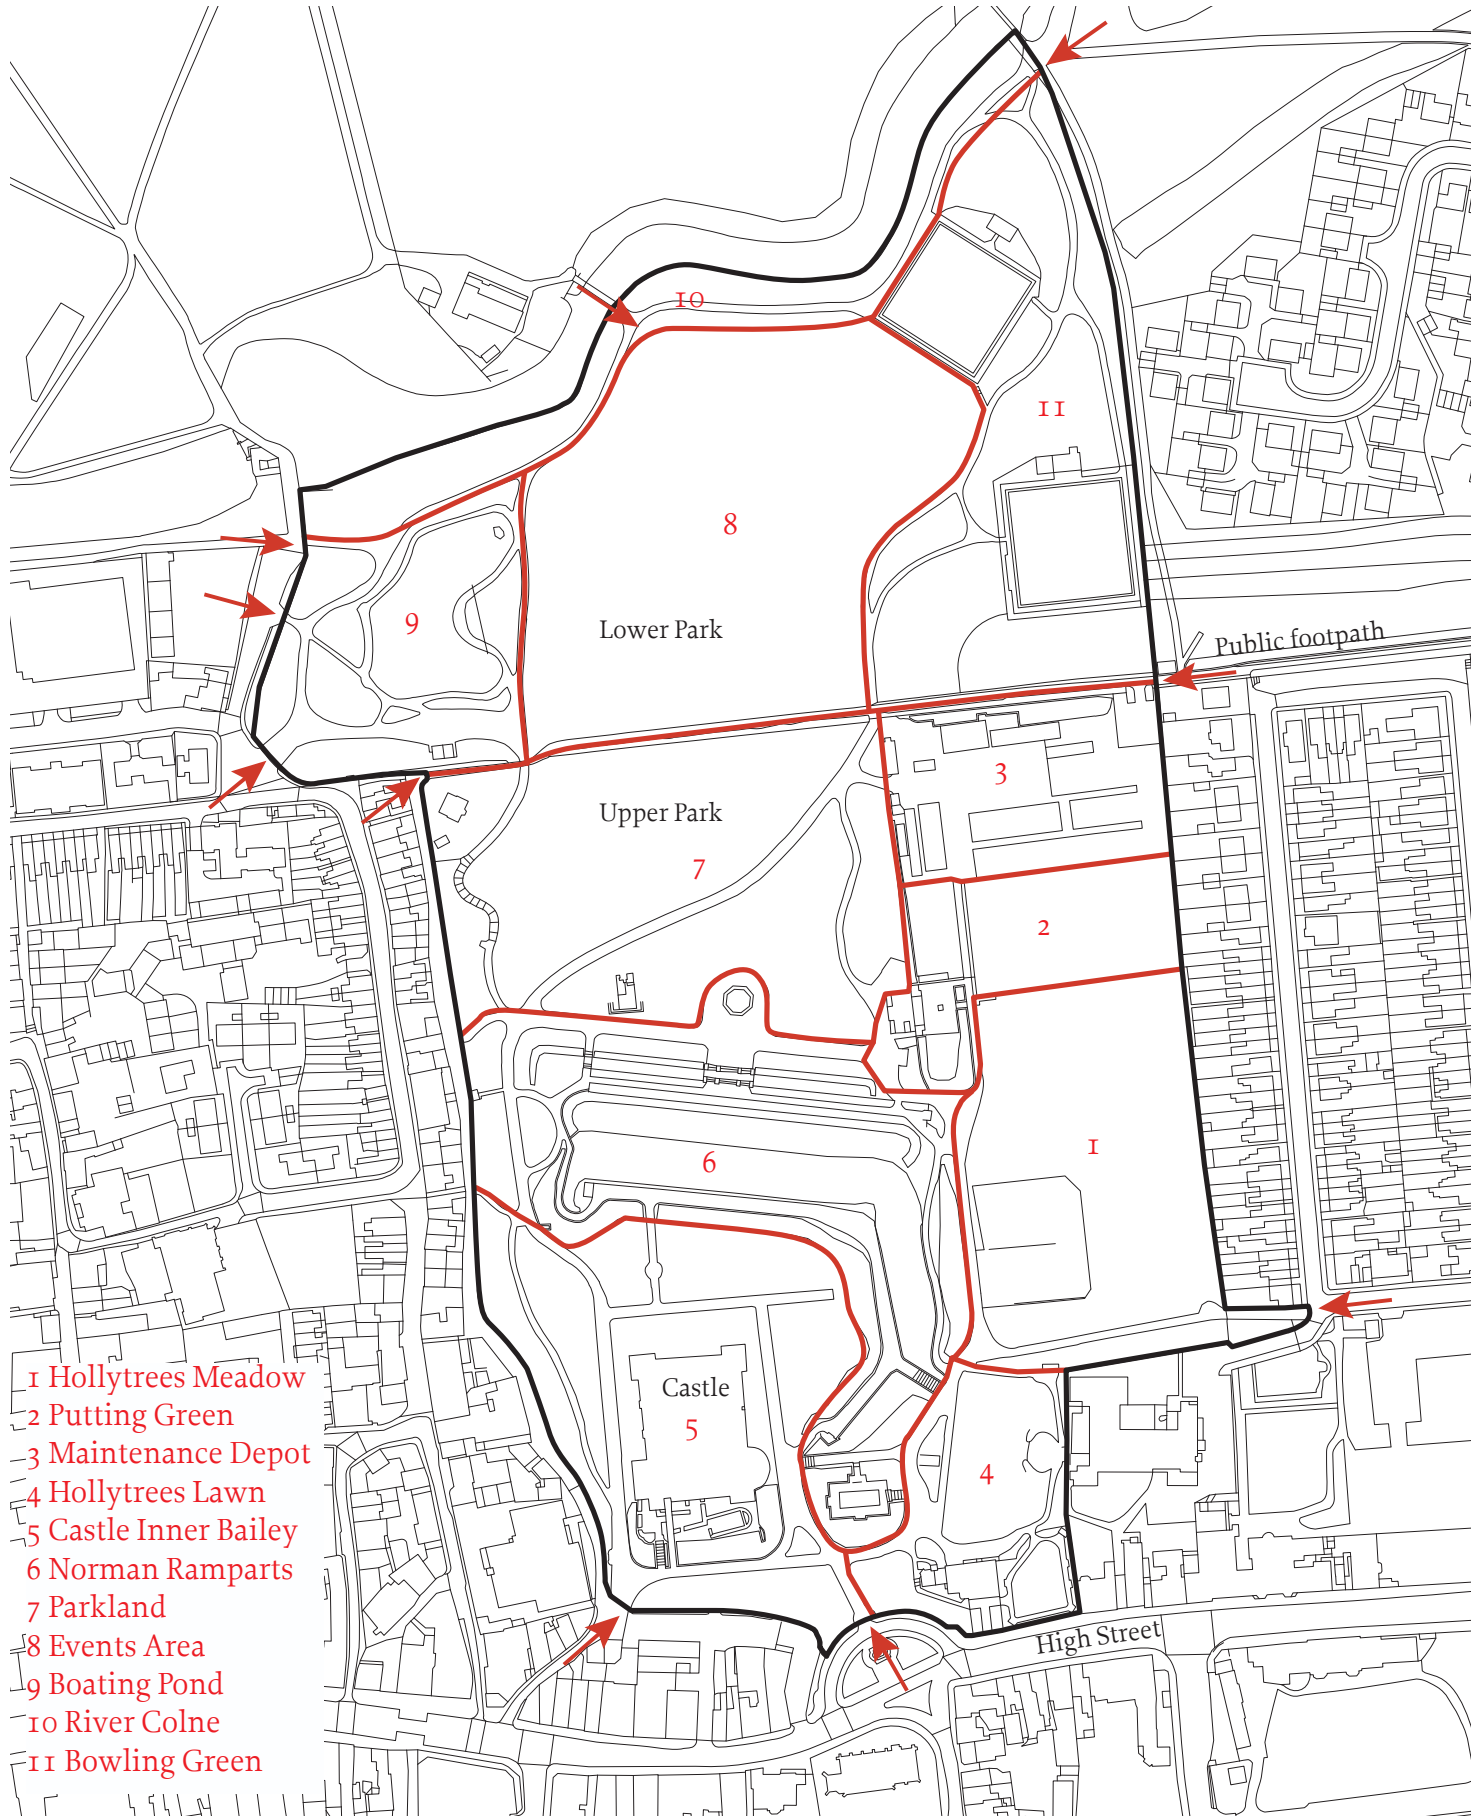 10
11
8
9
Lower Park
Public footpath
3
Upper Park
7
2
1
6
Castle
5
4
High Street
1 Hollytrees Meadow
2 Putting Green
3 Maintenance Depot
4 Hollytrees Lawn
5 Castle Inner Bailey
6 Norman Ramparts
7 Parkland
8 Events Area
9 Boating Pond
10 River Colne
11 Bowling Green